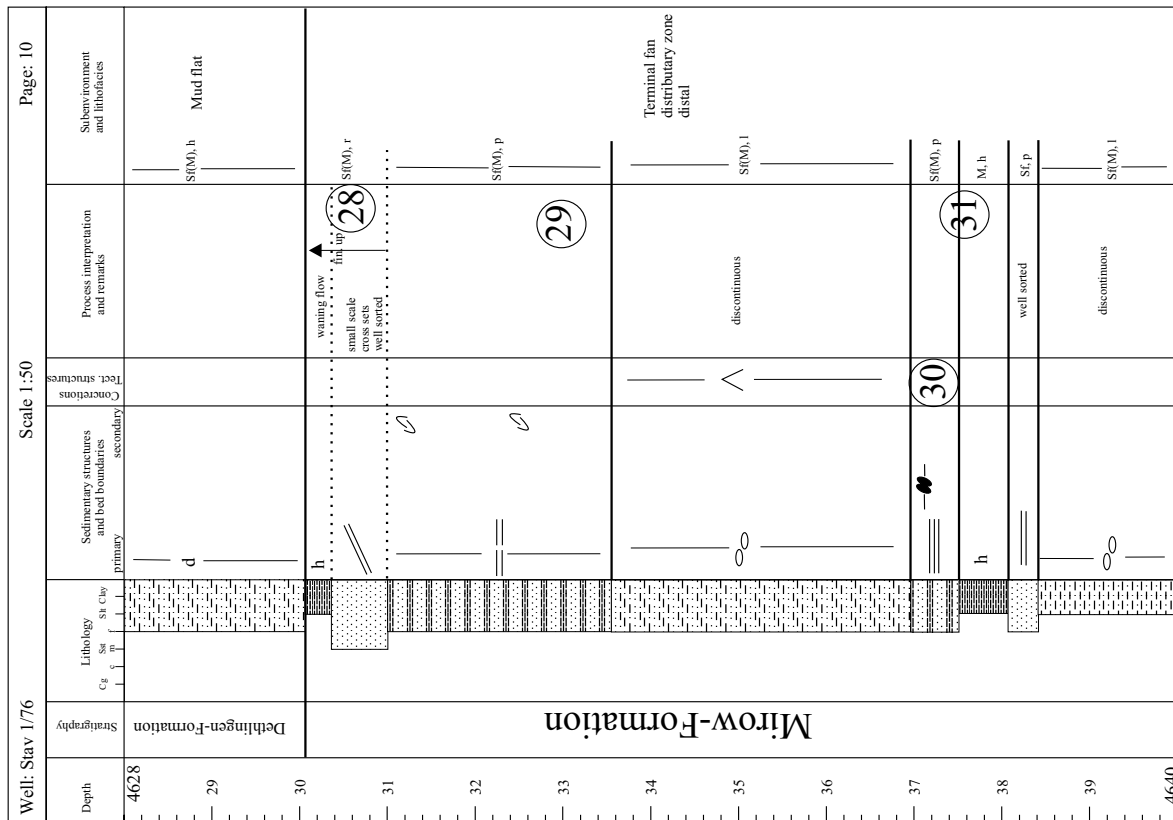 Well: Stav 1/76
Scale 1:50
Page: 10
Depth
Stratigraphy
Lithology
Cg c Sst m f Slt Clay
Sedimentary structures
and bed boundaries
primary
secondary
Concretions
Tect. structures
Process interpretation
and remarks
Subenvironment
and lithofacies
4628
29
30
31
32
33
34
35
36
37
38
39
4640
Dethlingen-Formation
Mirow-Formation
d
h
h
waning flow
fin. up
small scale
cross sets
well sorted
discontinuous
well sorted
discontinuous
28
29
30
31
Sf(M), h
Sf(M), r
Sf(M), p
Sf(M), l
Sf(M), p
M, h
Sf, p
Sf(M), l
Mud flat
Terminal fan
distributary zone
distal